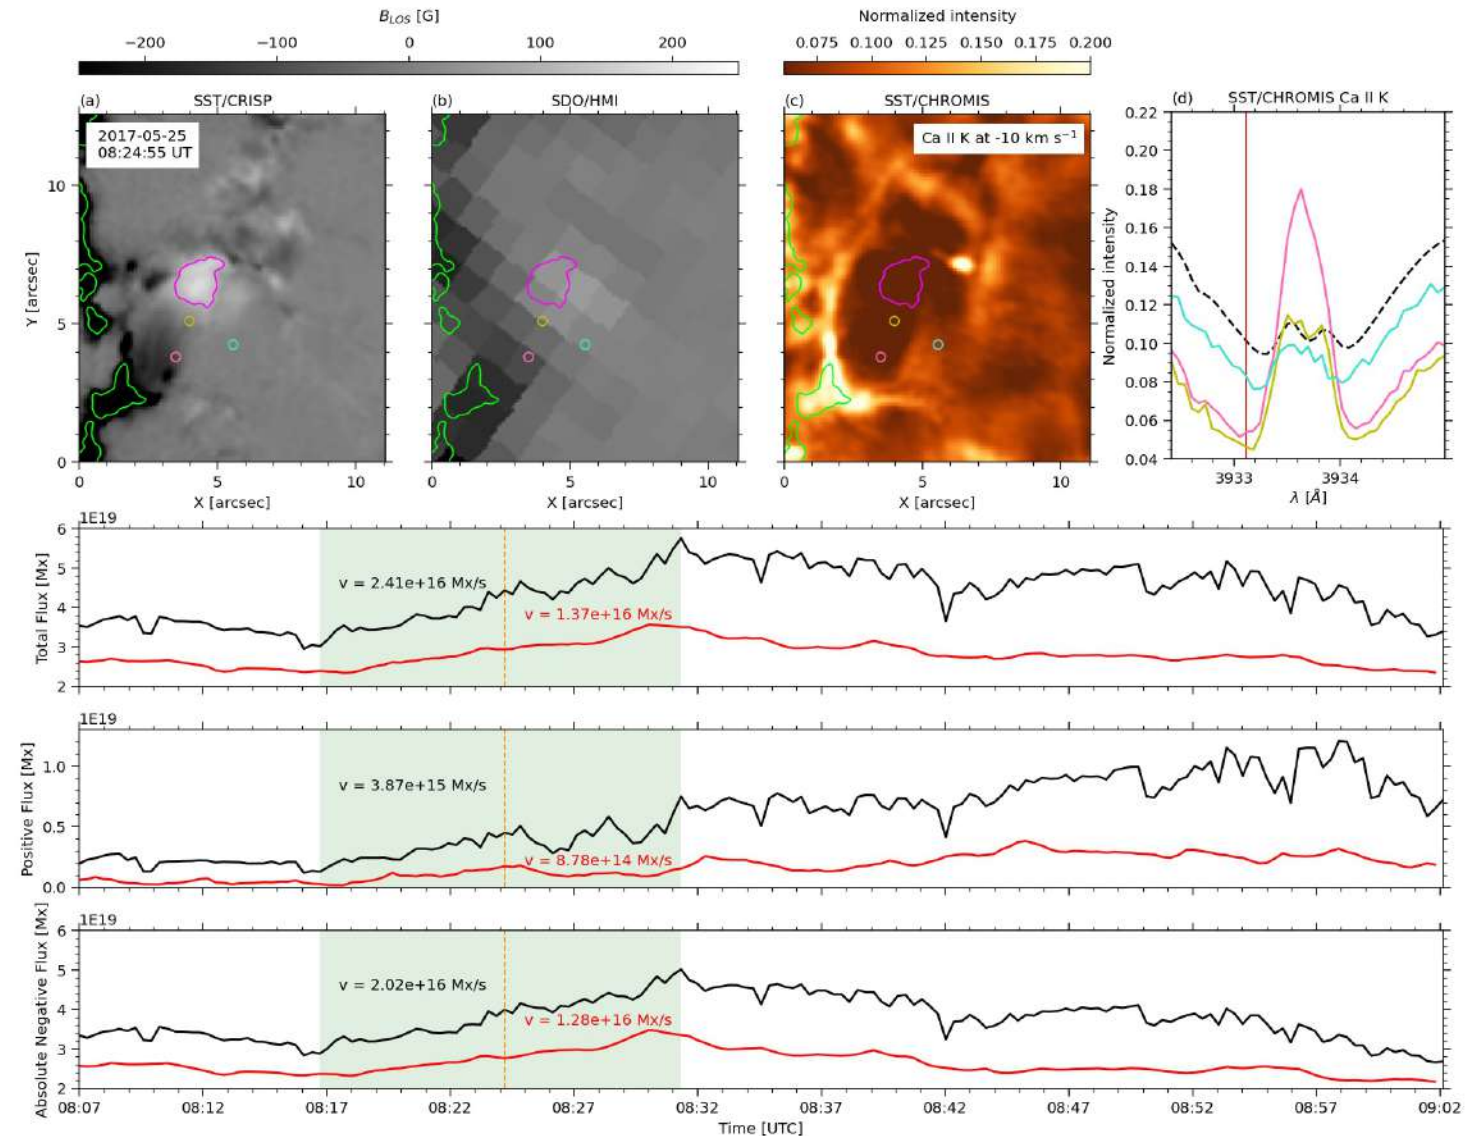 B_LOS [G]
−200 −100 0 100 200
Normalized intensity
0.075 0.100 0.125 0.150 0.175 0.200
(a) SST/CRISP
2017-05-25
08:24:55 UT
Y [arcsec]
10
5
0
0 5 10
X [arcsec]
(b) SDO/HMI
0 5 10
X [arcsec]
(c) SST/CHROMIS
Ca II K at -10 km s⁻¹
0 5 10
X [arcsec]
(d) SST/CHROMIS Ca II K
Normalized intensity
0.22
0.20
0.18
0.16
0.14
0.12
0.10
0.08
0.06
0.04
3933 3934
λ [Å]
1E19
Total Flux [Mx]
6
5
4
3
2
v = 2.41e+16 Mx/s
v = 1.37e+16 Mx/s
1E19
Positive Flux [Mx]
1.0
0.5
0.0
v = 3.87e+15 Mx/s
v = 8.78e+14 Mx/s
1E19
Absolute Negative Flux [Mx]
6
5
4
3
2
v = 2.02e+16 Mx/s
v = 1.28e+16 Mx/s
08:07 08:12 08:17 08:22 08:27 08:32 08:37 08:42 08:47 08:52 08:57 09:02
Time [UTC]